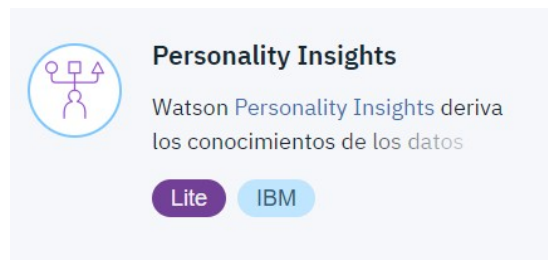 Personality Insights
Watson Personality Insights deriva
los conocimientos de los datos
Lite IBM